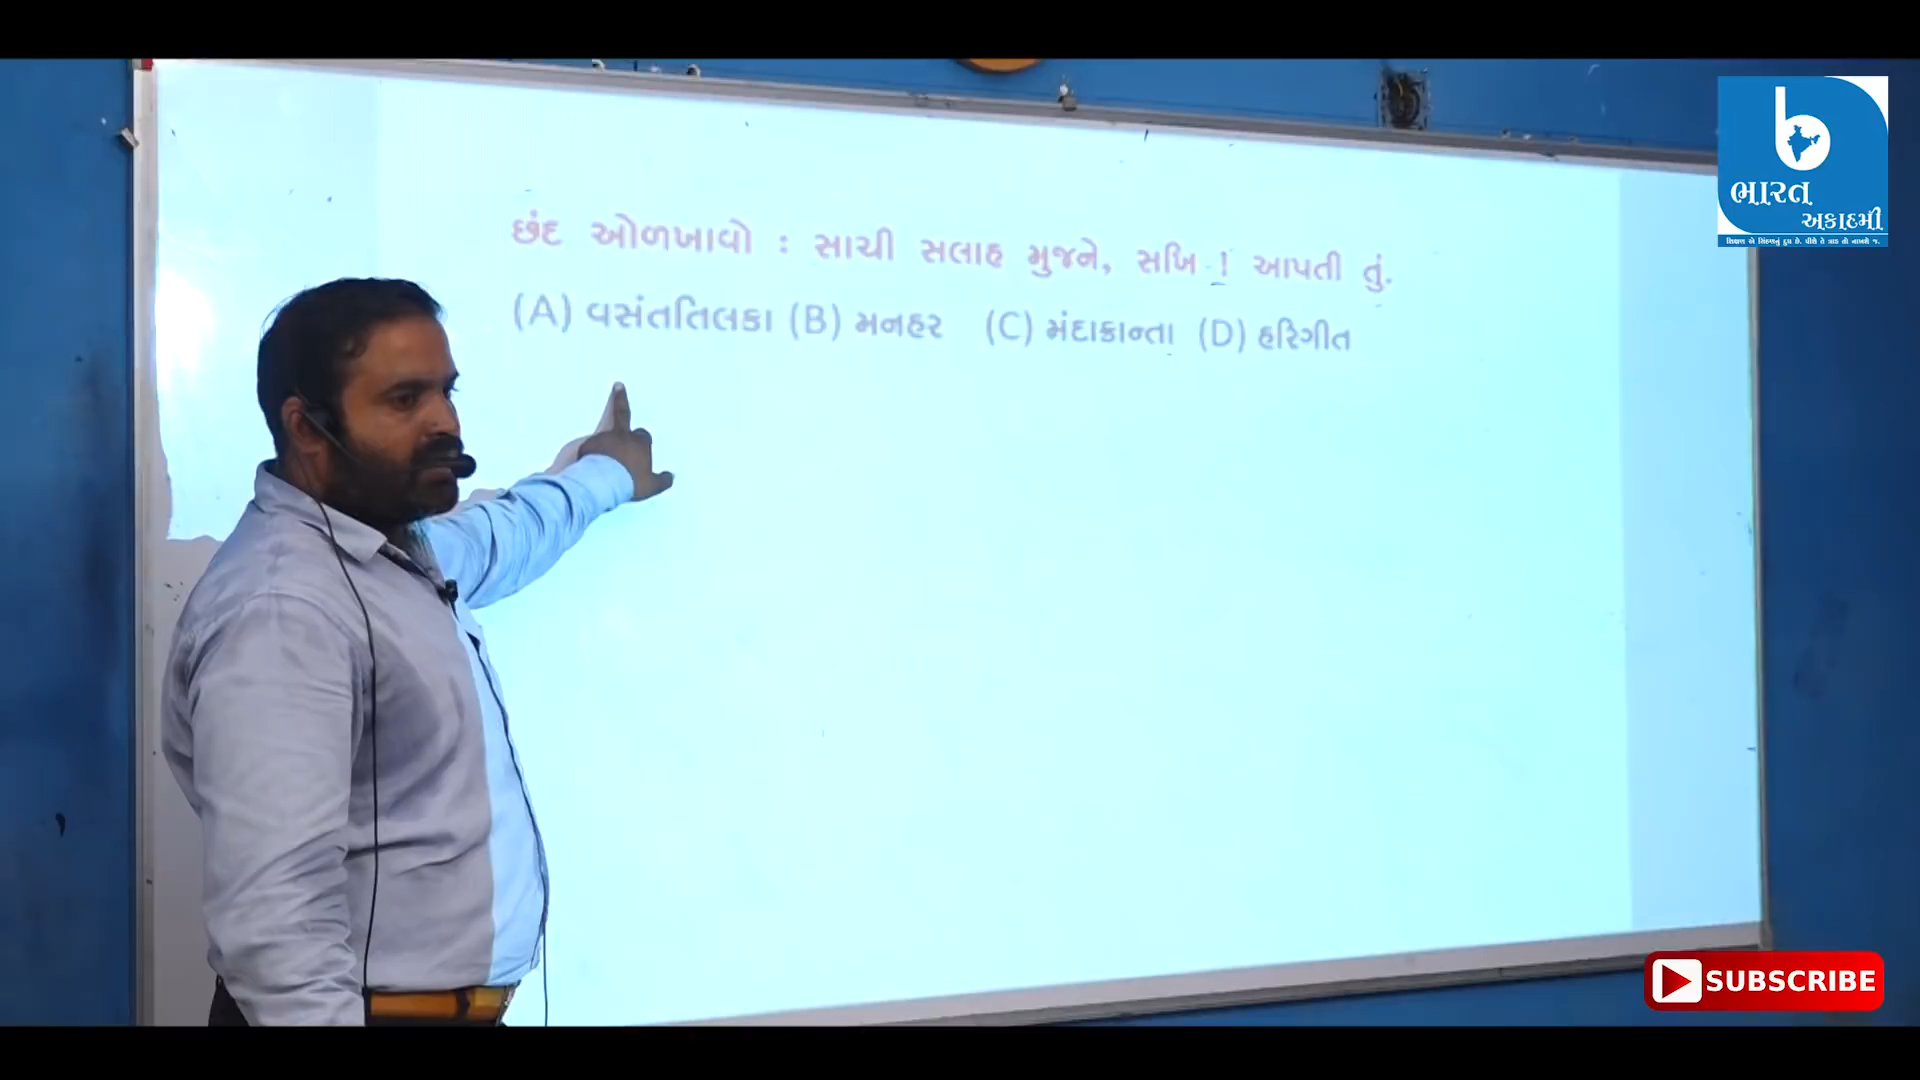 છંદ ઓળખાવો : સાચી સલાહ મુજને, સખિ ! આપતી તું.
(A) વસંતતિલકા (B) મનહર (C) મંદાક્રાન્તા (D) હરિગીત
ભારત
અકાદમી
SUBSCRIBE